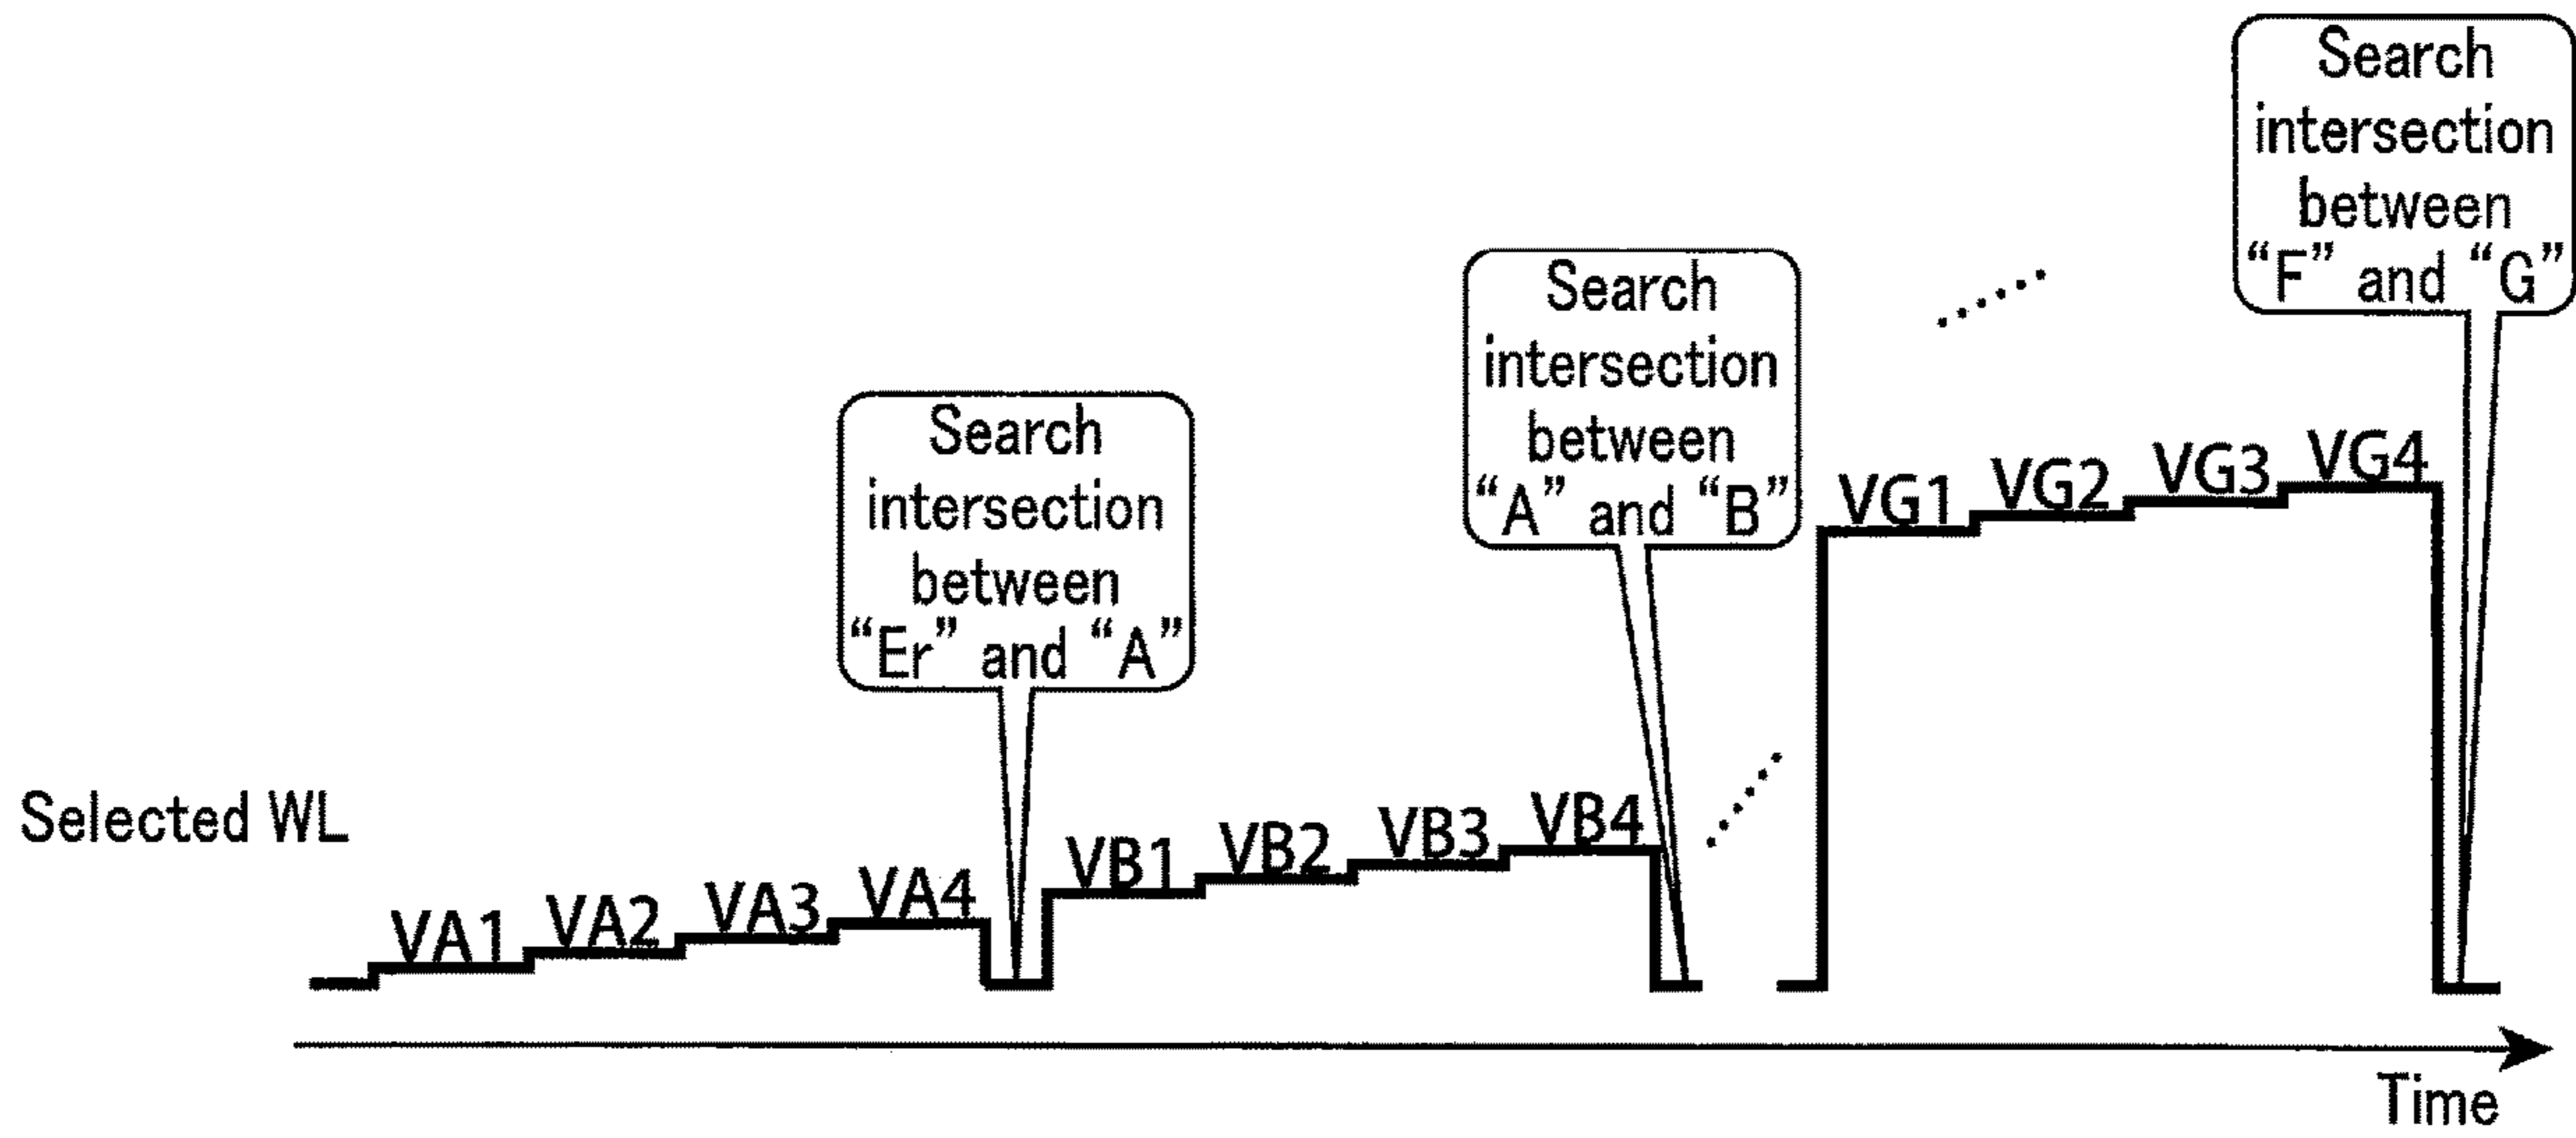 Search
intersection
between
“F” and “G”
Search
intersection
between
“A” and “B”
Search
intersection
between
“Er” and “A”
VG1 VG2 VG3 VG4
Selected WL
VA1 VA2 VA3 VA4
VB1 VB2 VB3 VB4
Time